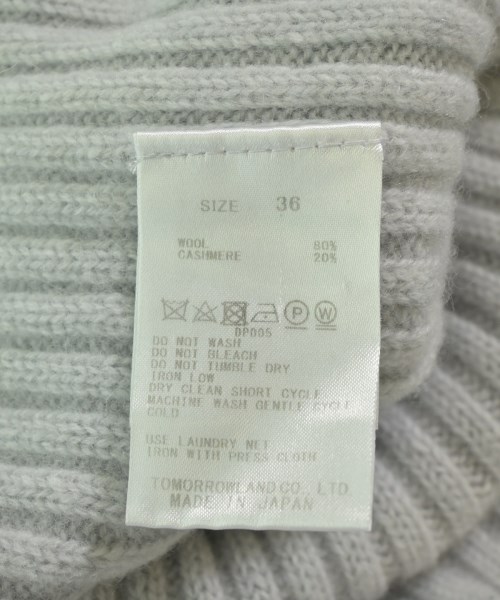 SIZE 36
WOOL 80%
CASHMERE 20%
P W
DP005
DO NOT WASH
DO NOT BLEACH
DO NOT TUMBLE DRY
IRON LOW
DRY CLEAN SHORT CYCLE
MACHINE WASH GENTLE CYCLE
COLD
USE LAUNDRY NET
IRON WITH PRESS CLOTH
TOMORROWLAND CO., LTD.
MADE IN JAPAN